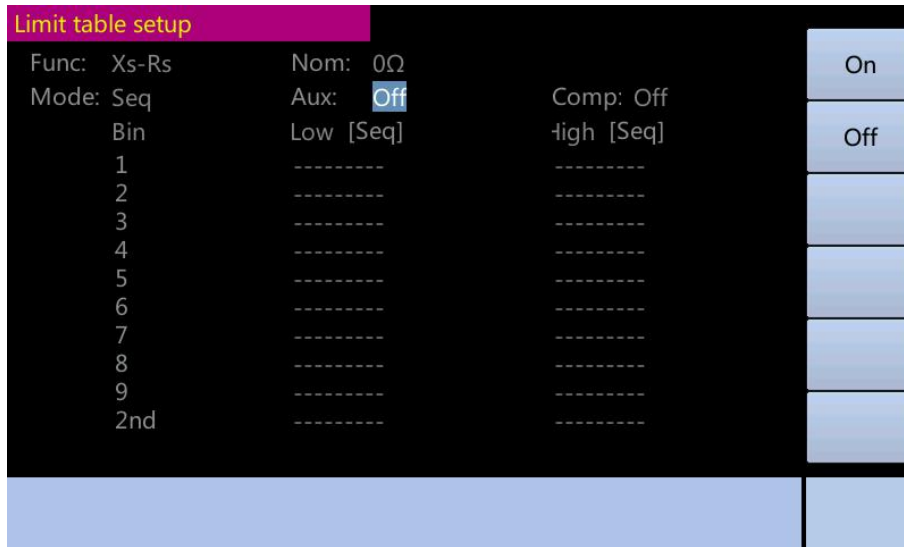 Limit table setup
Func: Xs-Rs Nom: 0Ω
Mode: Seq Aux: Off Comp: Off
Bin Low [Seq] High [Seq]
1 --------- ---------
2 --------- ---------
3 --------- ---------
4 --------- ---------
5 --------- ---------
6 --------- ---------
7 --------- ---------
8 --------- ---------
9 --------- ---------
2nd --------- ---------
On
Off